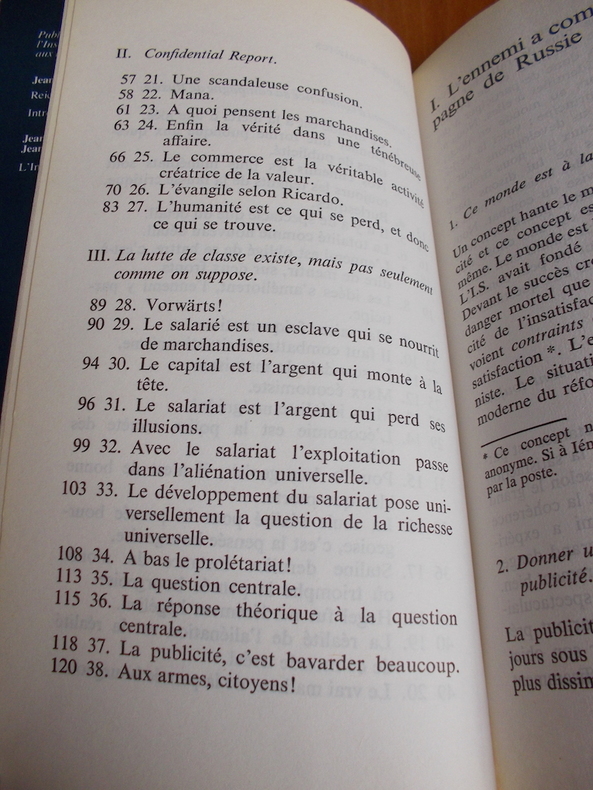 Jean
Jean
Jean
II. Confidential Report.
57 21. Une scandaleuse confusion.
58 22. Mana.
61 23. A quoi pensent les marchandises.
63 24. Enfin la vérité dans une ténébreuse
affaire.
66 25. Le commerce est la véritable activité
créatrice de la valeur.
70 26. L'évangile selon Ricardo.
83 27. L'humanité est ce qui se perd, et donc
ce qui se trouve.
III. La lutte de classe existe, mais pas seulement
comme on suppose.
89 28. Vorwärts!
90 29. Le salarié est un esclave qui se nourrit
de marchandises.
94 30. Le capital est l'argent qui monte à la
tête.
96 31. Le salariat est l'argent qui perd ses
illusions.
99 32. Avec le salariat l'exploitation passe
dans l'aliénation universelle.
103 33. Le développement du salariat pose uni-
versellement la question de la richesse
universelle.
108 34. A bas le prolétariat!
113 35. La question centrale.
115 36. La réponse théorique à la question
centrale.
118 37. La publicité, c'est bavarder beaucoup.
120 38. Aux armes, citoyens!
I. L'ennemi a com
pagne de Russie
1. Ce monde est à la
Un concept hante le m
cité et ce concept es
même. Le monde est
L'I.S. avait fondé
Devant le succès cro
danger mortel que
cité de l'insatisfac
voient contraints
satisfaction *. L'e
niste. Le situati
moderne du réfo
* Ce concept n
anonyme. Si à Ién
par la poste.
2. Donner u
publicité.
La publicit
jours sous
plus dissim